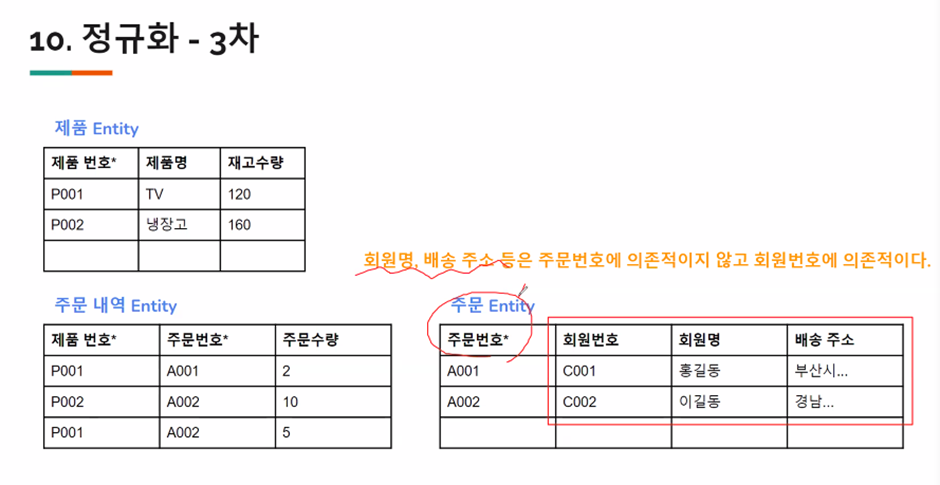 10. 정규화 - 3차
제품 Entity
제품 번호* 제품명 재고수량
P001 TV 120
P002 냉장고 160
회원명, 배송 주소 등은 주문번호에 의존적이지 않고 회원번호에 의존적이다.
주문 내역 Entity
제품 번호* 주문번호* 주문수량
P001 A001 2
P002 A002 10
P001 A002 5
주문 Entity
주문번호* 회원번호 회원명 배송 주소
A001 C001 홍길동 부산시...
A002 C002 이길동 경남...